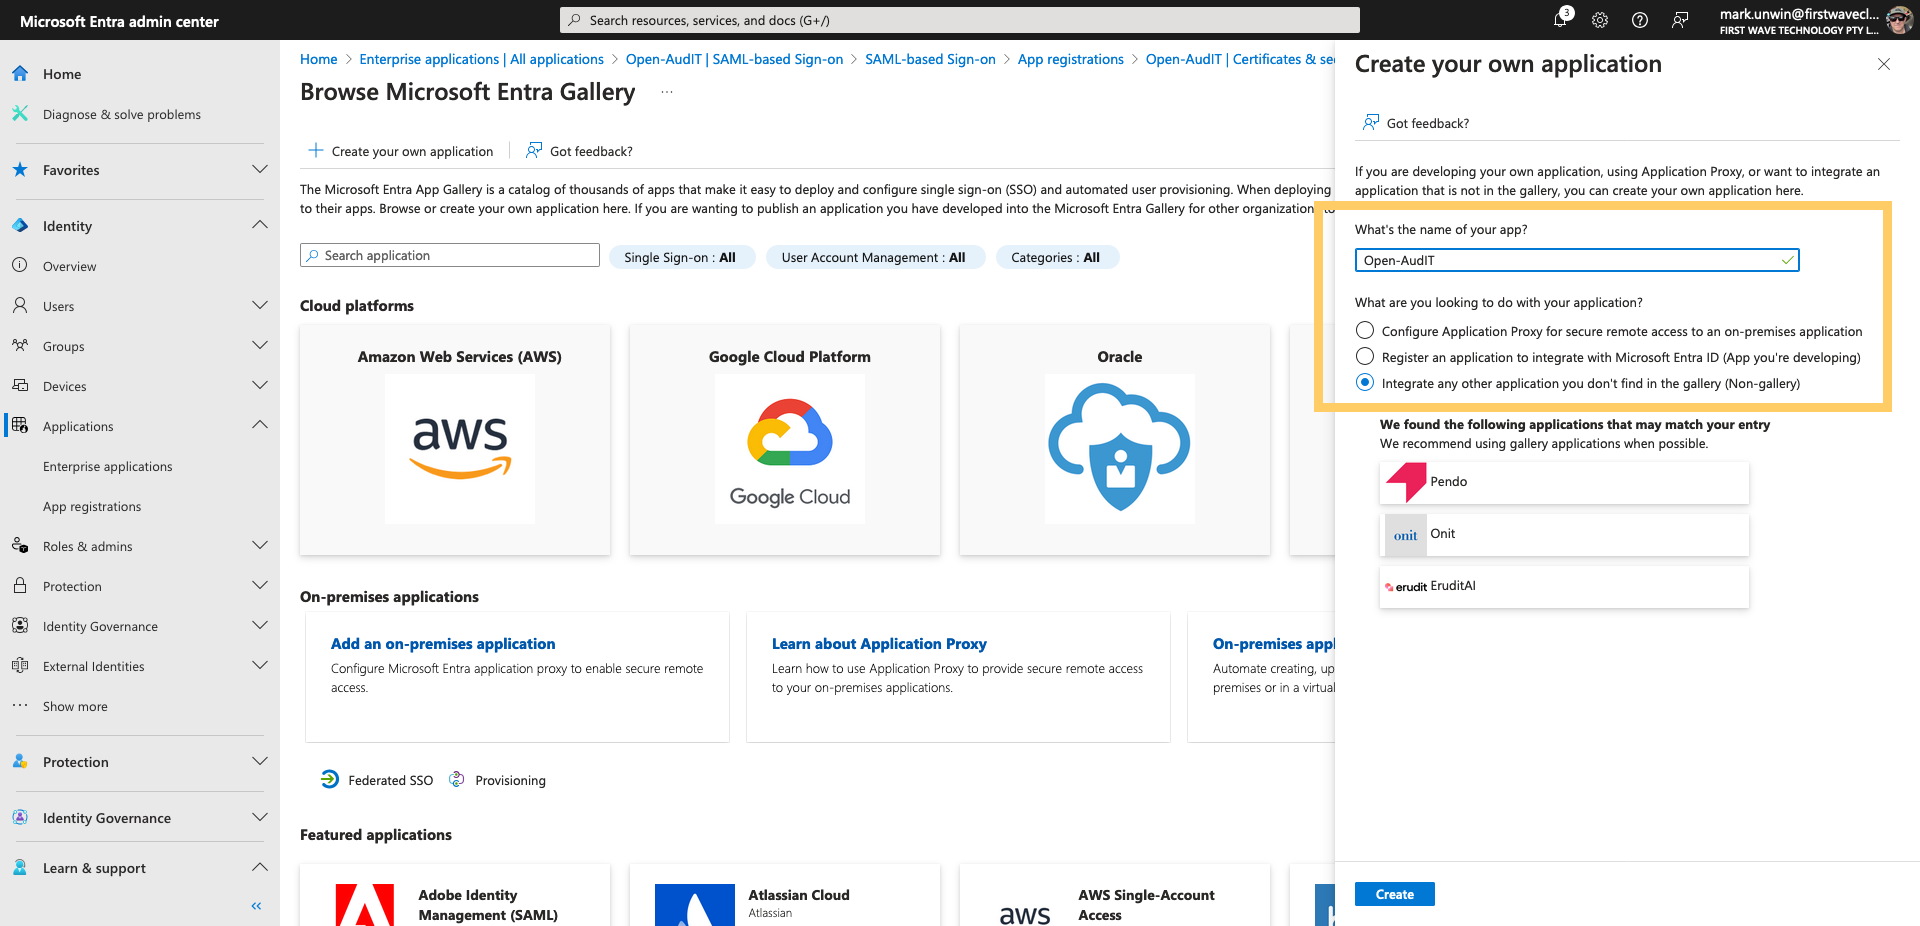 Microsoft Entra admin center
Search resources, services, and docs (G+/)
3
mark.unwin@firstwavecl...
FIRST WAVE TECHNOLOGY PTY L...
Home
Diagnose & solve problems
Favorites
Identity
Overview
Users
Groups
Devices
Applications
Enterprise applications
App registrations
Roles & admins
Protection
Identity Governance
External Identities
Show more
Protection
Identity Governance
Learn & support
Home > Enterprise applications | All applications > Open-AudIT | SAML-based Sign-on > SAML-based Sign-on > App registrations > Open-AudIT | Certificates & se
Browse Microsoft Entra Gallery ...
Create your own application
Got feedback?
The Microsoft Entra App Gallery is a catalog of thousands of apps that make it easy to deploy and configure single sign-on (SSO) and automated user provisioning. When deploying
to their apps. Browse or create your own application here. If you are wanting to publish an application you have developed into the Microsoft Entra Gallery for other organization to
Search application
Single Sign-on : All
User Account Management : All
Categories : All
Cloud platforms
Amazon Web Services (AWS)
aws
Google Cloud Platform
Google Cloud
Oracle
On-premises applications
Add an on-premises application
Configure Microsoft Entra application proxy to enable secure remote
access.
Learn about Application Proxy
Learn how to use Application Proxy to provide secure remote access
to your on-premises applications.
On-premises appl
Automate creating, up
premises or in a virtual
Federated SSO
Provisioning
Featured applications
Adobe Identity
Management (SAML)
Atlassian Cloud
Atlassian
aws
AWS Single-Account
Access
Create your own application
Got feedback?
If you are developing your own application, using Application Proxy, or want to integrate an
application that is not in the gallery, you can create your own application here.
What's the name of your app?
Open-AudIT
What are you looking to do with your application?
Configure Application Proxy for secure remote access to an on-premises application
Register an application to integrate with Microsoft Entra ID (App you're developing)
Integrate any other application you don't find in the gallery (Non-gallery)
We found the following applications that may match your entry
We recommend using gallery applications when possible.
Pendo
onit
Onit
erudit
EruditAI
Create